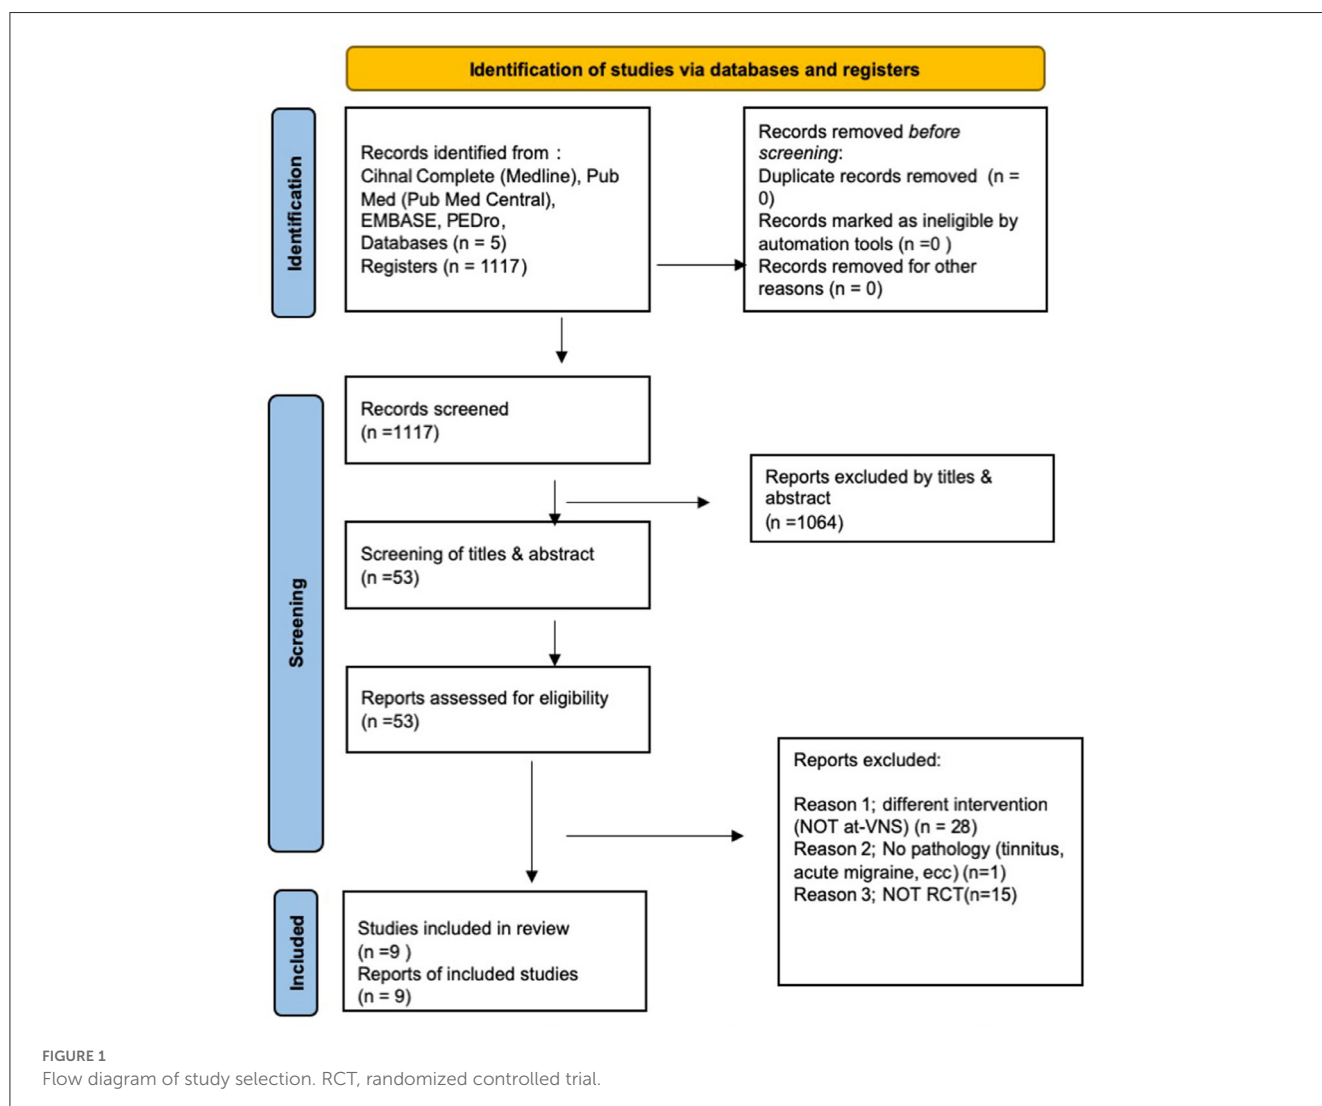 Identification of studies via databases and registers
Identification
Records identified from :
Cihnal Complete (Medline), Pub
Med (Pub Med Central),
EMBASE, PEDro,
Databases (n = 5)
Registers (n = 1117)
Records removed before
screening:
Duplicate records removed (n =
0)
Records marked as ineligible by
automation tools (n =0 )
Records removed for other
reasons (n = 0)
Screening
Records screened
(n =1117)
Reports excluded by titles &
abstract
(n =1064)
Screening of titles & abstract
(n =53)
Reports assessed for eligibility
(n =53)
Reports excluded:
Reason 1; different intervention
(NOT at-VNS) (n = 28)
Reason 2; No pathology (tinnitus,
acute migraine, ecc) (n=1)
Reason 3; NOT RCT(n=15)
Included
Studies included in review
(n =9 )
Reports of included studies
(n = 9)
FIGURE 1
Flow diagram of study selection. RCT, randomized controlled trial.